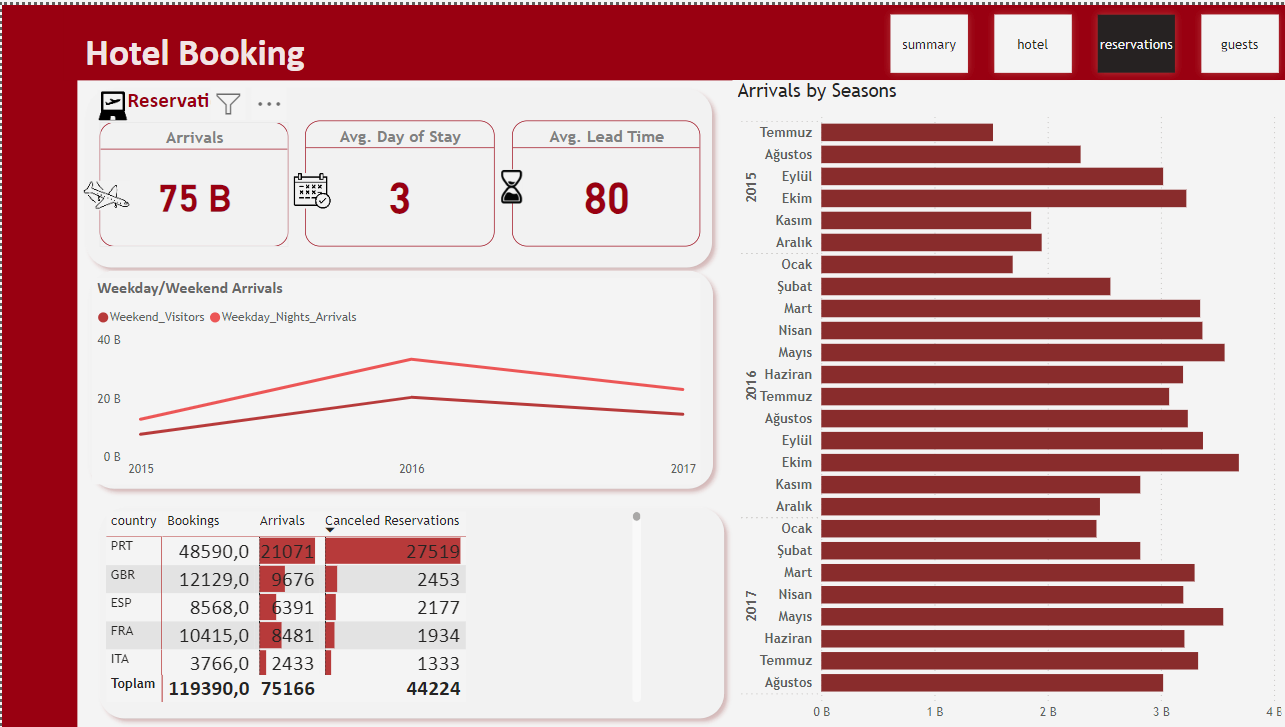 Hotel Booking
summary
hotel
reservations
guests
Reservati
Arrivals
75 B
Avg. Day of Stay
3
Avg. Lead Time
80
Weekday/Weekend Arrivals
Weekend_Visitors Weekday_Nights_Arrivals
40 B
20 B
0 B
2015 2016 2017
country Bookings Arrivals Canceled Reservations
PRT 48590,0 21071 27519
GBR 12129,0 9676 2453
ESP 8568,0 6391 2177
FRA 10415,0 8481 1934
ITA 3766,0 2433 1333
Toplam 119390,0 75166 44224
Arrivals by Seasons
2015
Temmuz
Ağustos
Eylül
Ekim
Kasım
Aralık
2016
Ocak
Şubat
Mart
Nisan
Mayıs
Haziran
Temmuz
Ağustos
Eylül
Ekim
Kasım
Aralık
2017
Ocak
Şubat
Mart
Nisan
Mayıs
Haziran
Temmuz
Ağustos
0 B 1 B 2 B 3 B 4 B